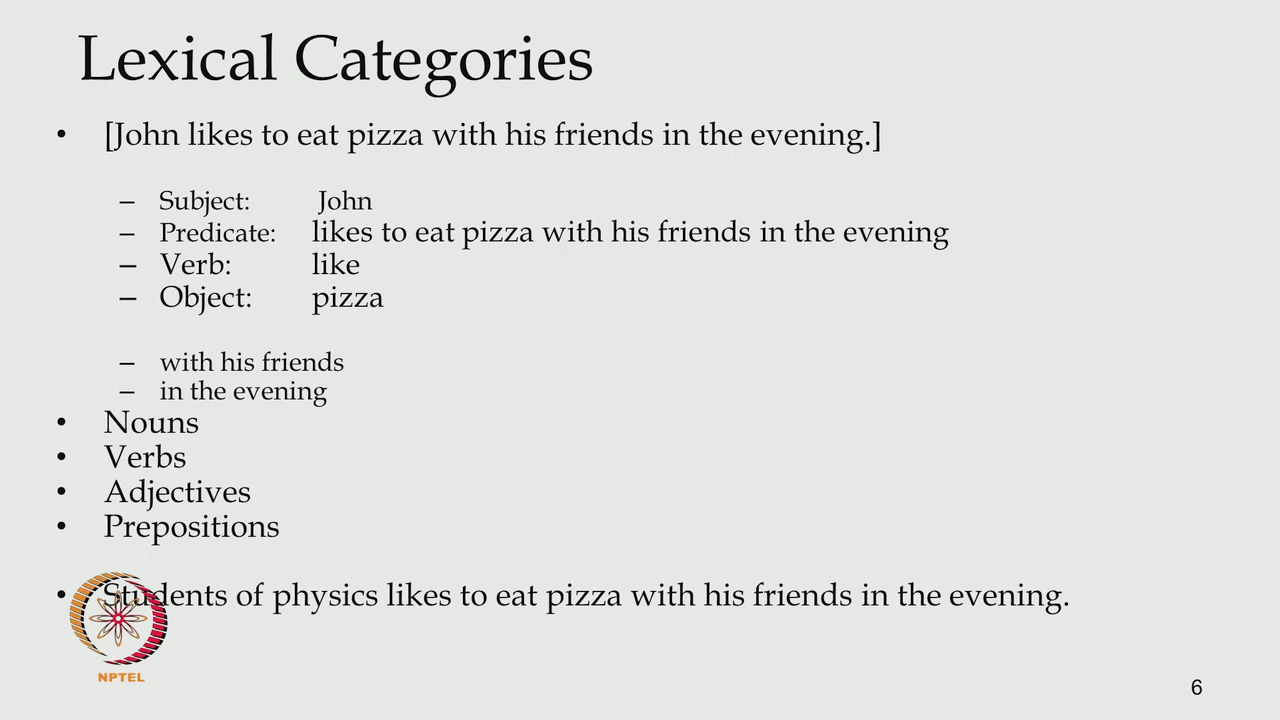 Lexical Categories
• [John likes to eat pizza with his friends in the evening.]
– Subject: John
– Predicate: likes to eat pizza with his friends in the evening
– Verb: like
– Object: pizza
– with his friends
– in the evening
• Nouns
• Verbs
• Adjectives
• Prepositions
• Students of physics likes to eat pizza with his friends in the evening.
NPTEL
6